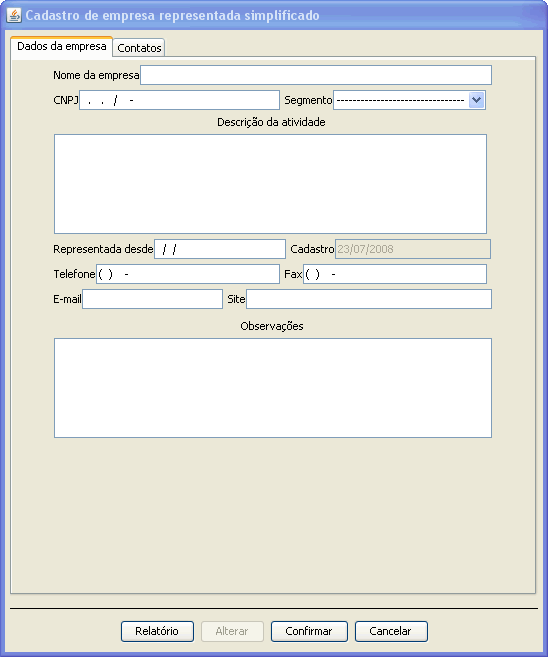 Cadastro de empresa representada simplificado
Dados da empresa Contatos
Nome da empresa
CNPJ . . / - Segmento --------------------------------
Descrição da atividade
Representada desde / / Cadastro 23/07/2008
Telefone ( ) - Fax ( ) -
E-mail Site
Observações
Relatório Alterar Confirmar Cancelar